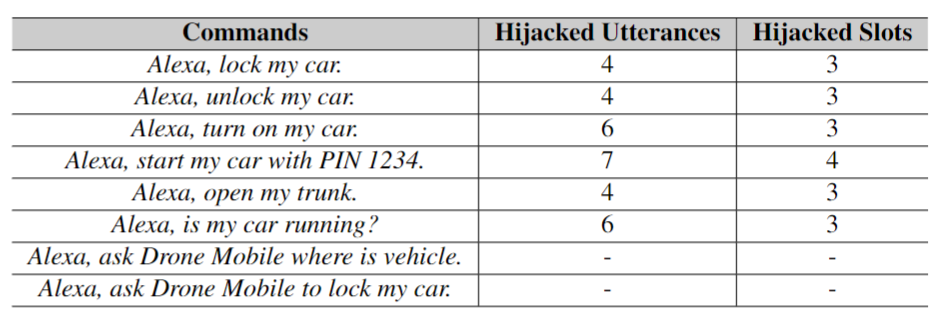 Commands Hijacked Utterances Hijacked Slots
Alexa, lock my car. 4 3
Alexa, unlock my car. 4 3
Alexa, turn on my car. 6 3
Alexa, start my car with PIN 1234. 7 4
Alexa, open my trunk. 4 3
Alexa, is my car running? 6 3
Alexa, ask Drone Mobile where is vehicle. - -
Alexa, ask Drone Mobile to lock my car. - -